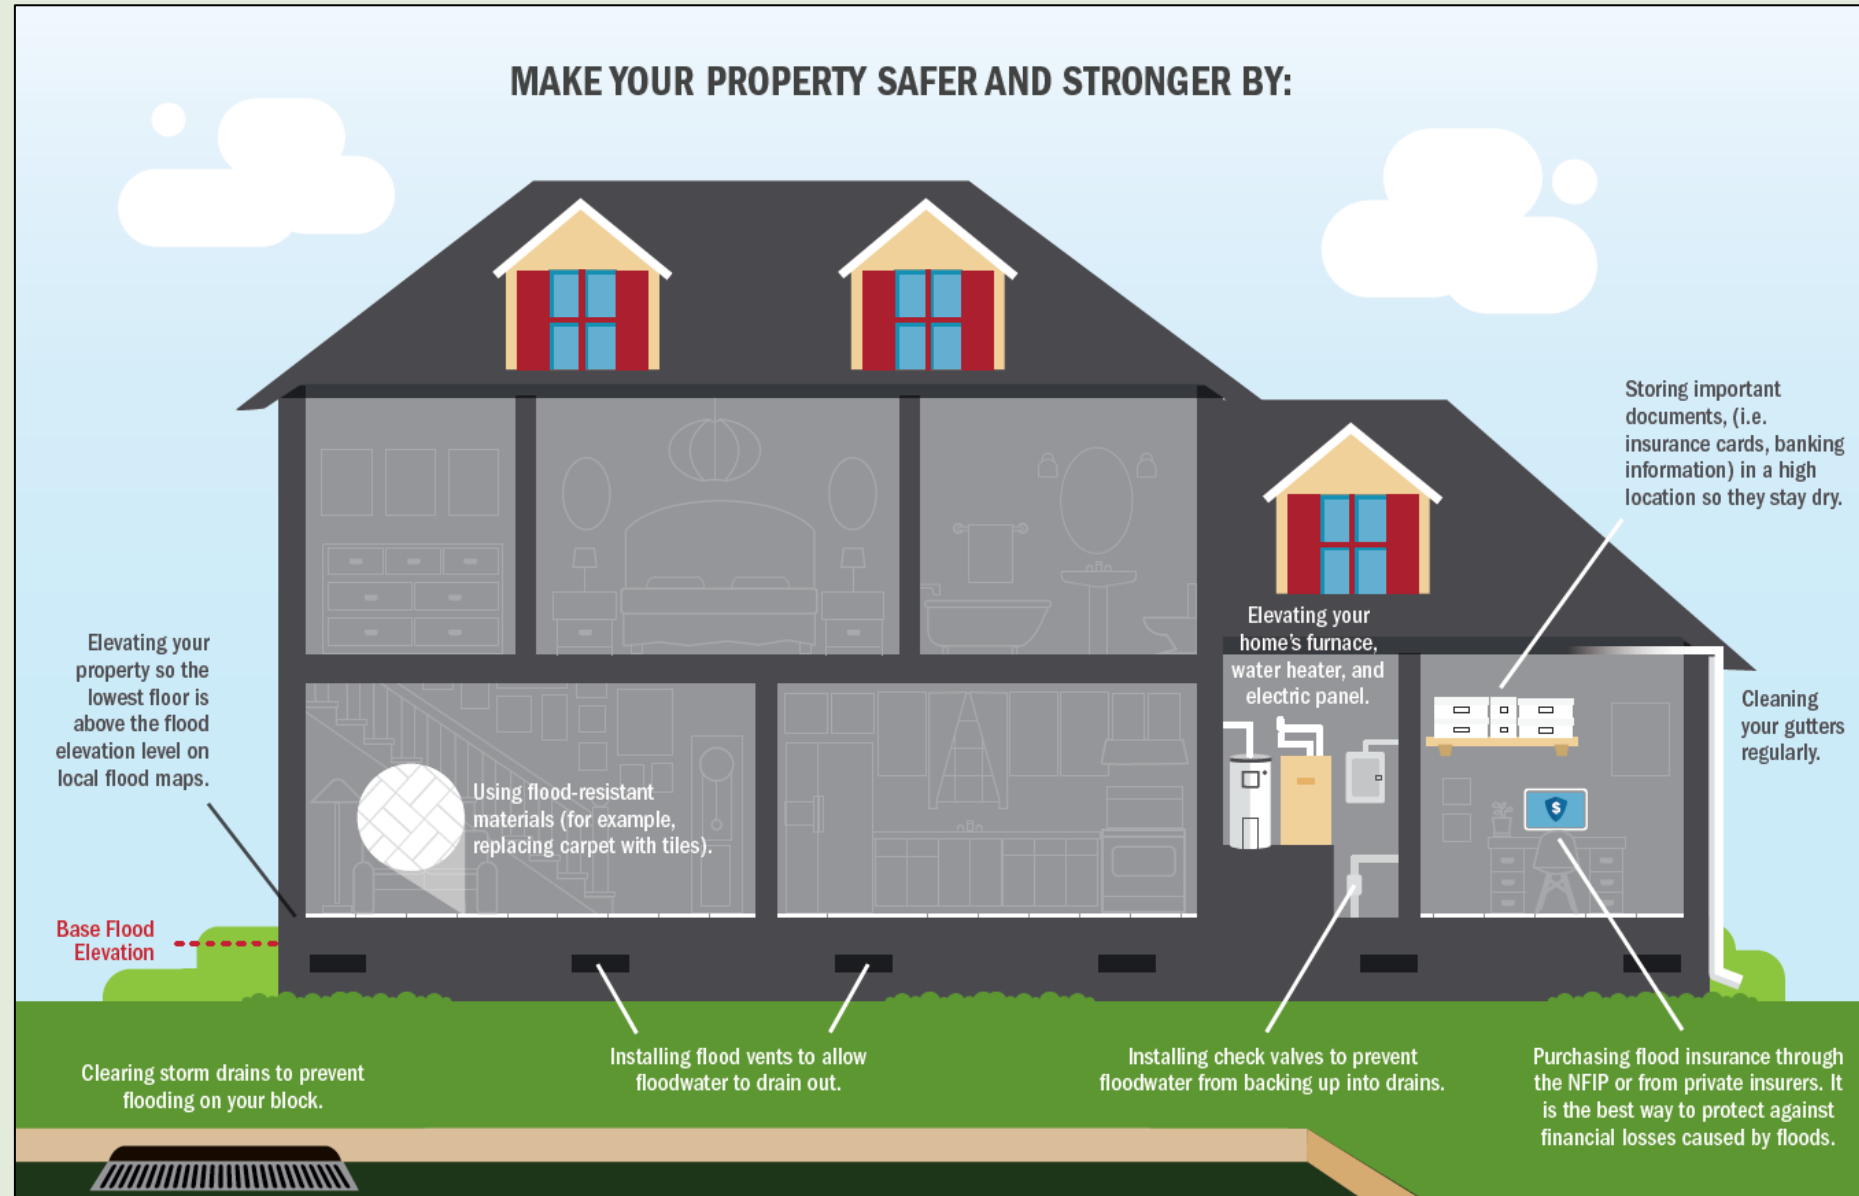 MAKE YOUR PROPERTY SAFER AND STRONGER BY:
Storing important
documents, (i.e.
insurance cards, banking
information) in a high
location so they stay dry.
Elevating your
home's furnace,
water heater, and
electric panel.
Elevating your
property so the
lowest floor is
above the flood
elevation level on
local flood maps.
Cleaning
your gutters
regularly.
Using flood-resistant
materials (for example,
replacing carpet with tiles).
$
Base Flood
Elevation
Clearing storm drains to prevent
flooding on your block.
Installing flood vents to allow
floodwater to drain out.
Installing check valves to prevent
floodwater from backing up into drains.
Purchasing flood insurance through
the NFIP or from private insurers. It
is the best way to protect against
financial losses caused by floods.